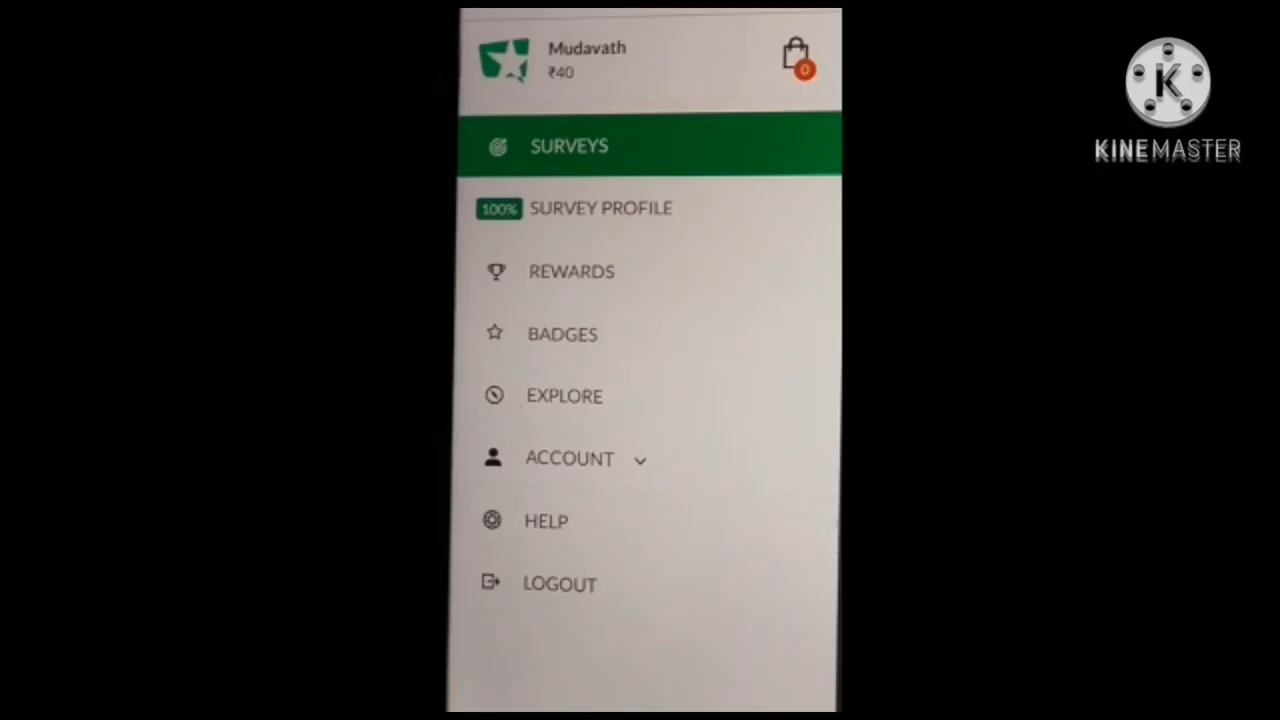 Mudavath
₹40
0
SURVEYS
100% SURVEY PROFILE
REWARDS
BADGES
EXPLORE
ACCOUNT
HELP
LOGOUT
K
KINEMASTER